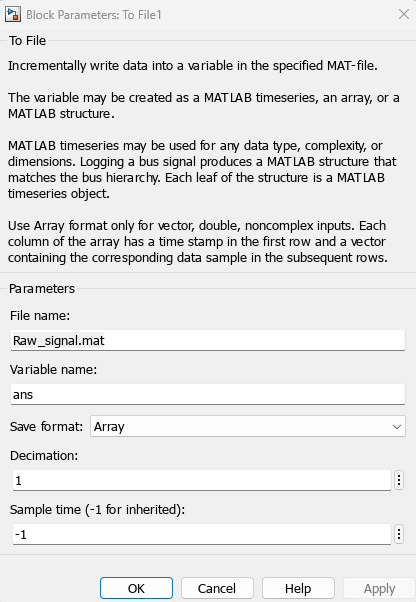 Block Parameters: To File1
To File
Incrementally write data into a variable in the specified MAT-file.
The variable may be created as a MATLAB timeseries, an array, or a
MATLAB structure.
MATLAB timeseries may be used for any data type, complexity, or
dimensions. Logging a bus signal produces a MATLAB structure that
matches the bus hierarchy. Each leaf of the structure is a MATLAB
timeseries object.
Use Array format only for vector, double, noncomplex inputs. Each
column of the array has a time stamp in the first row and a vector
containing the corresponding data sample in the subsequent rows.
Parameters
File name:
Raw_signal.mat
Variable name:
ans
Save format: Array
Decimation:
1
Sample time (-1 for inherited):
-1
OK Cancel Help Apply